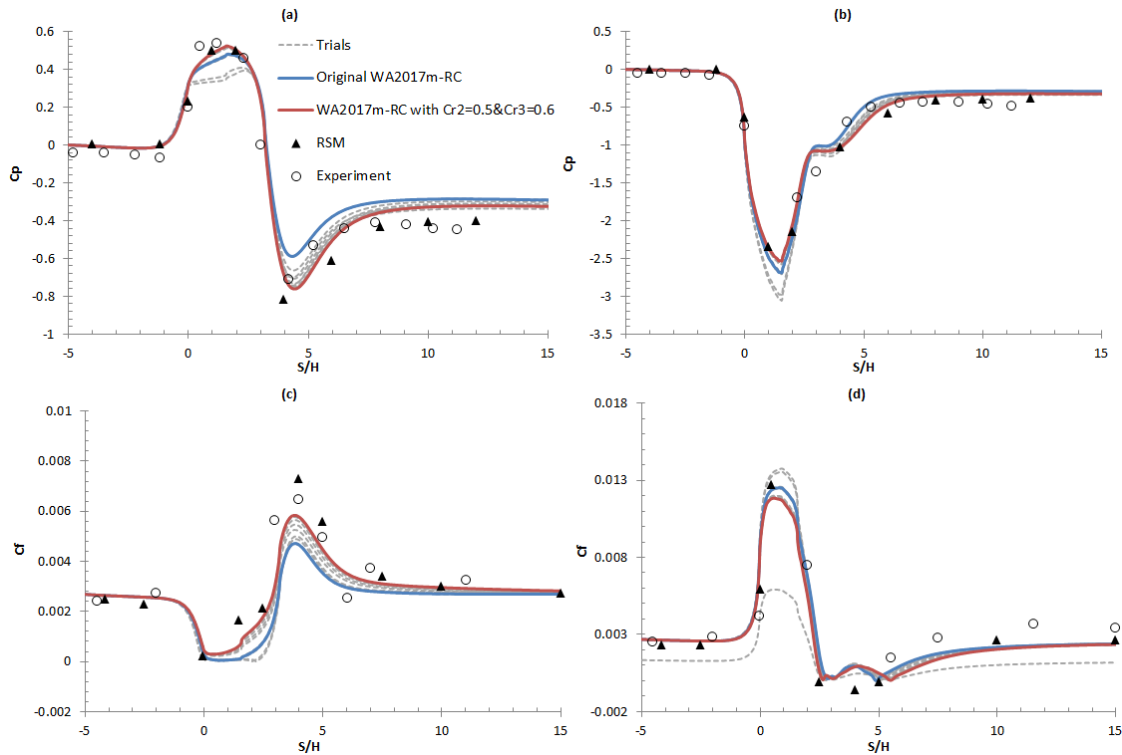 (a)
0.6
0.4
0.2
0
-0.2
-0.4
-0.6
-0.8
-1
Cp
-5
0
5
10
15
S/H
Trials
Original WA2017m-RC
WA2017m-RC with Cr2=0.5&Cr3=0.6
RSM
Experiment
(b)
0.5
0
-0.5
-1
-1.5
-2
-2.5
-3
-3.5
Cp
-5
0
5
10
15
S/H
(c)
0.01
0.008
0.006
0.004
0.002
0
-0.002
Cf
-5
0
5
10
15
S/H
(d)
0.018
0.013
0.008
0.003
-0.002
Cf
-5
0
5
10
15
S/H